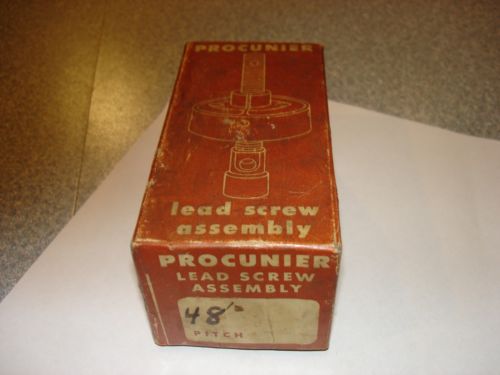 PROCUNIER
lead screw
assembly
PROCUNIER
LEAD SCREW
ASSEMBLY
48
PITCH